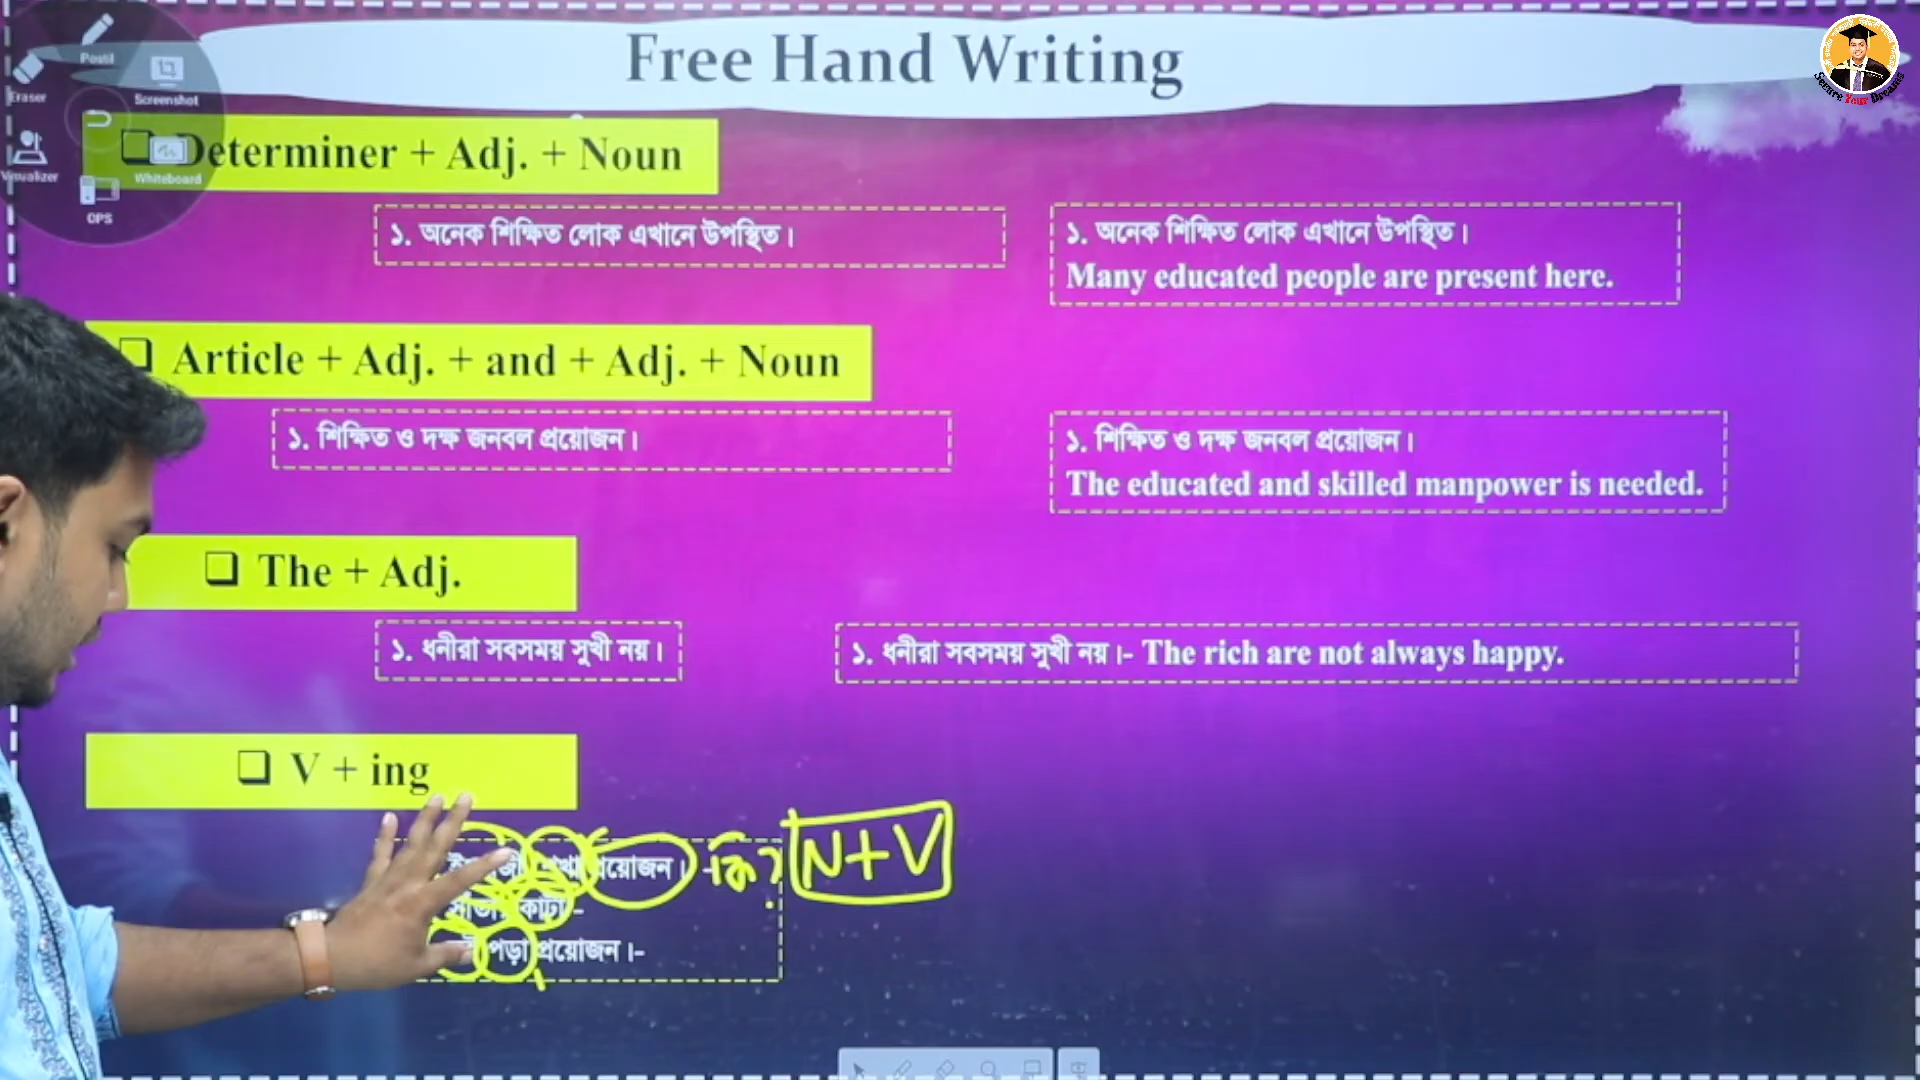 Free Hand Writing
Postil
Eraser
Screenshot
Visualizer
Whiteboard
OPS
Secure Your Dreams
❑ Determiner + Adj. + Noun
১. অনেক শিক্ষিত লোক এখানে উপস্থিত।
১. অনেক শিক্ষিত লোক এখানে উপস্থিত।
Many educated people are present here.
❑ Article + Adj. + and + Adj. + Noun
১. শিক্ষিত ও দক্ষ জনবল প্রয়োজন।
১. শিক্ষিত ও দক্ষ জনবল প্রয়োজন।
The educated and skilled manpower is needed.
❑ The + Adj.
১. ধনীরা সবসময় সুখী নয়।
১. ধনীরা সবসময় সুখী নয়।- The rich are not always happy.
❑ V + ing
প্রয়োজন। - কি? N+V
কাটা-
পড়া প্রয়োজন।-